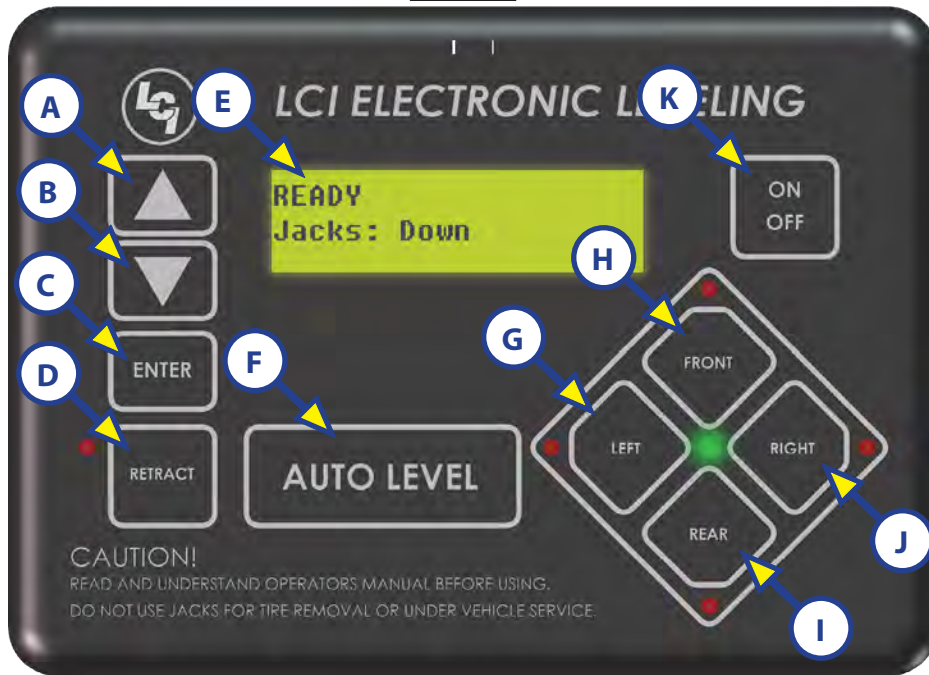 LCI
LCI ELECTRONIC LEVELING
A
B
C
D
E
F
G
H
I
J
K
READY
Jacks: Down
ON
OFF
ENTER
RETRACT
AUTO LEVEL
FRONT
LEFT
RIGHT
REAR
CAUTION!
READ AND UNDERSTAND OPERATORS MANUAL BEFORE USING.
DO NOT USE JACKS FOR TIRE REMOVAL OR UNDER VEHICLE SERVICE.